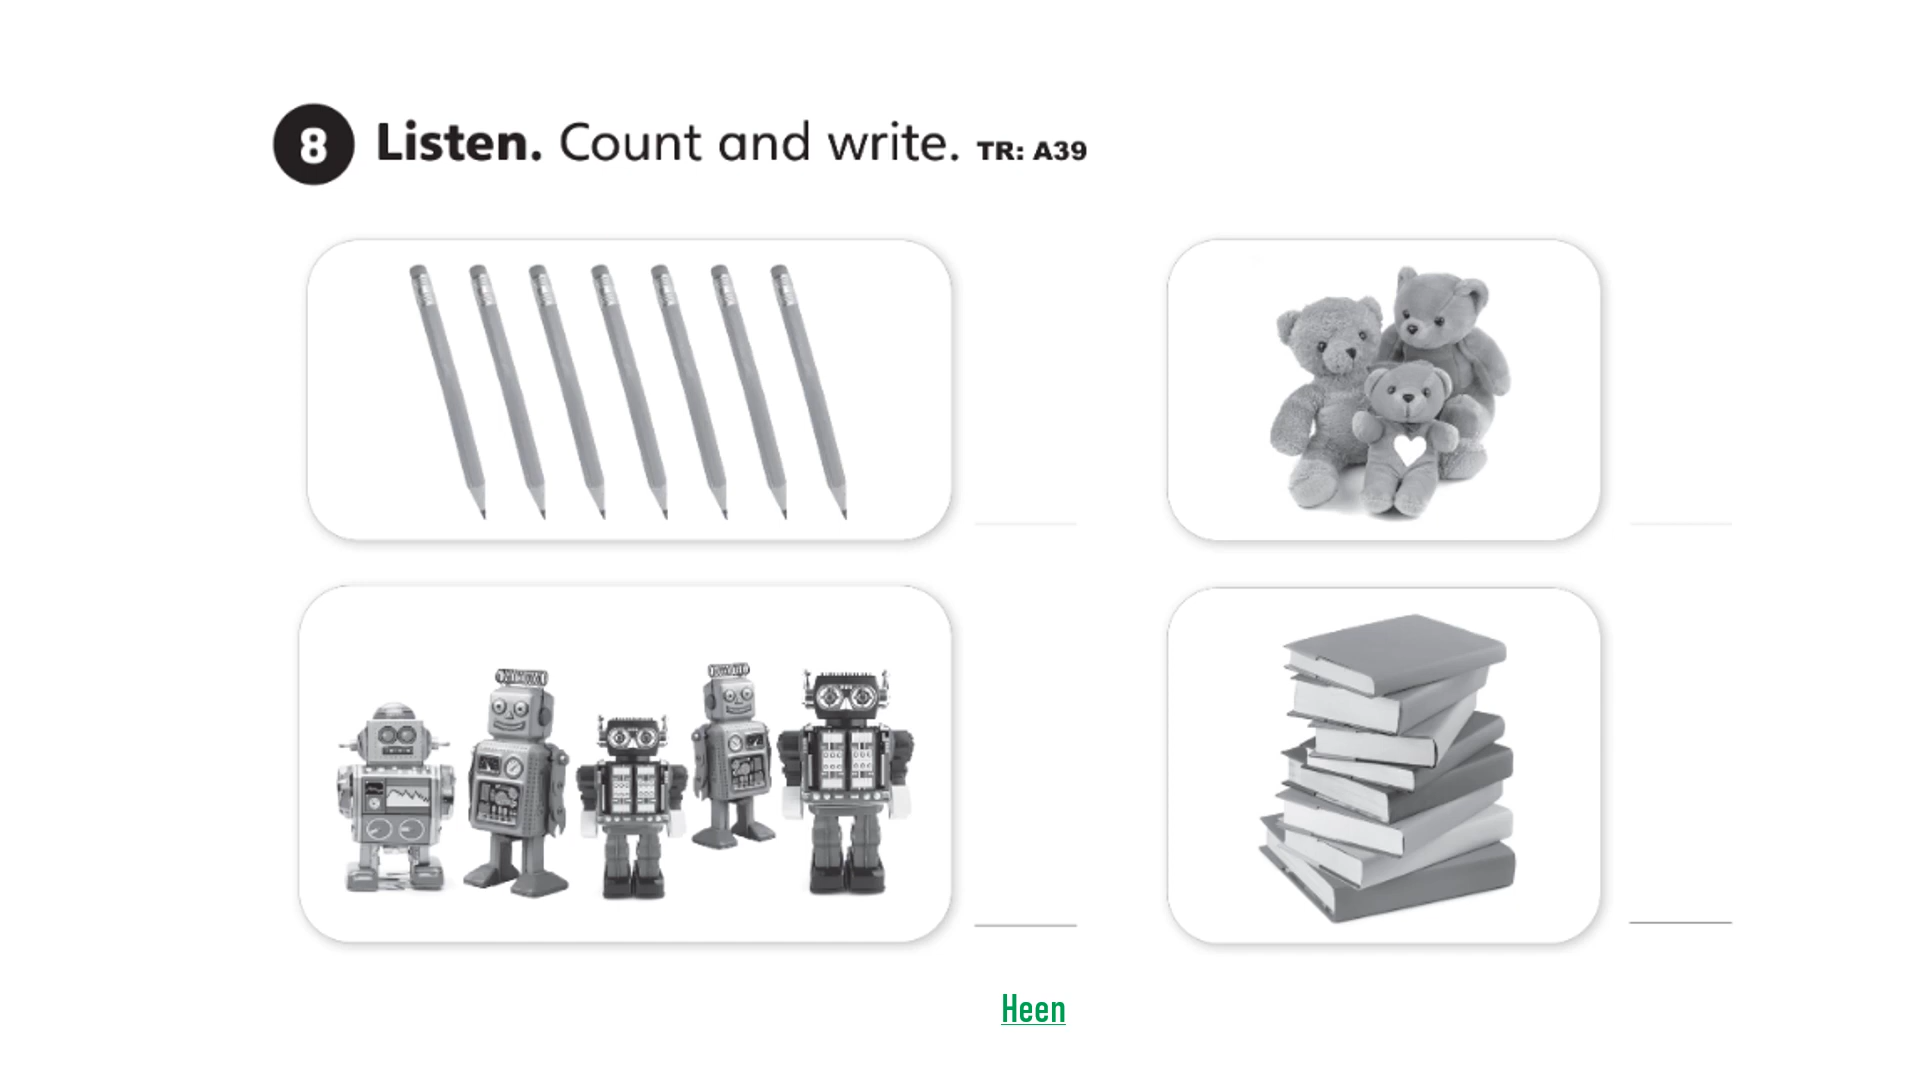 8 Listen. Count and write. TR: A39
Heen